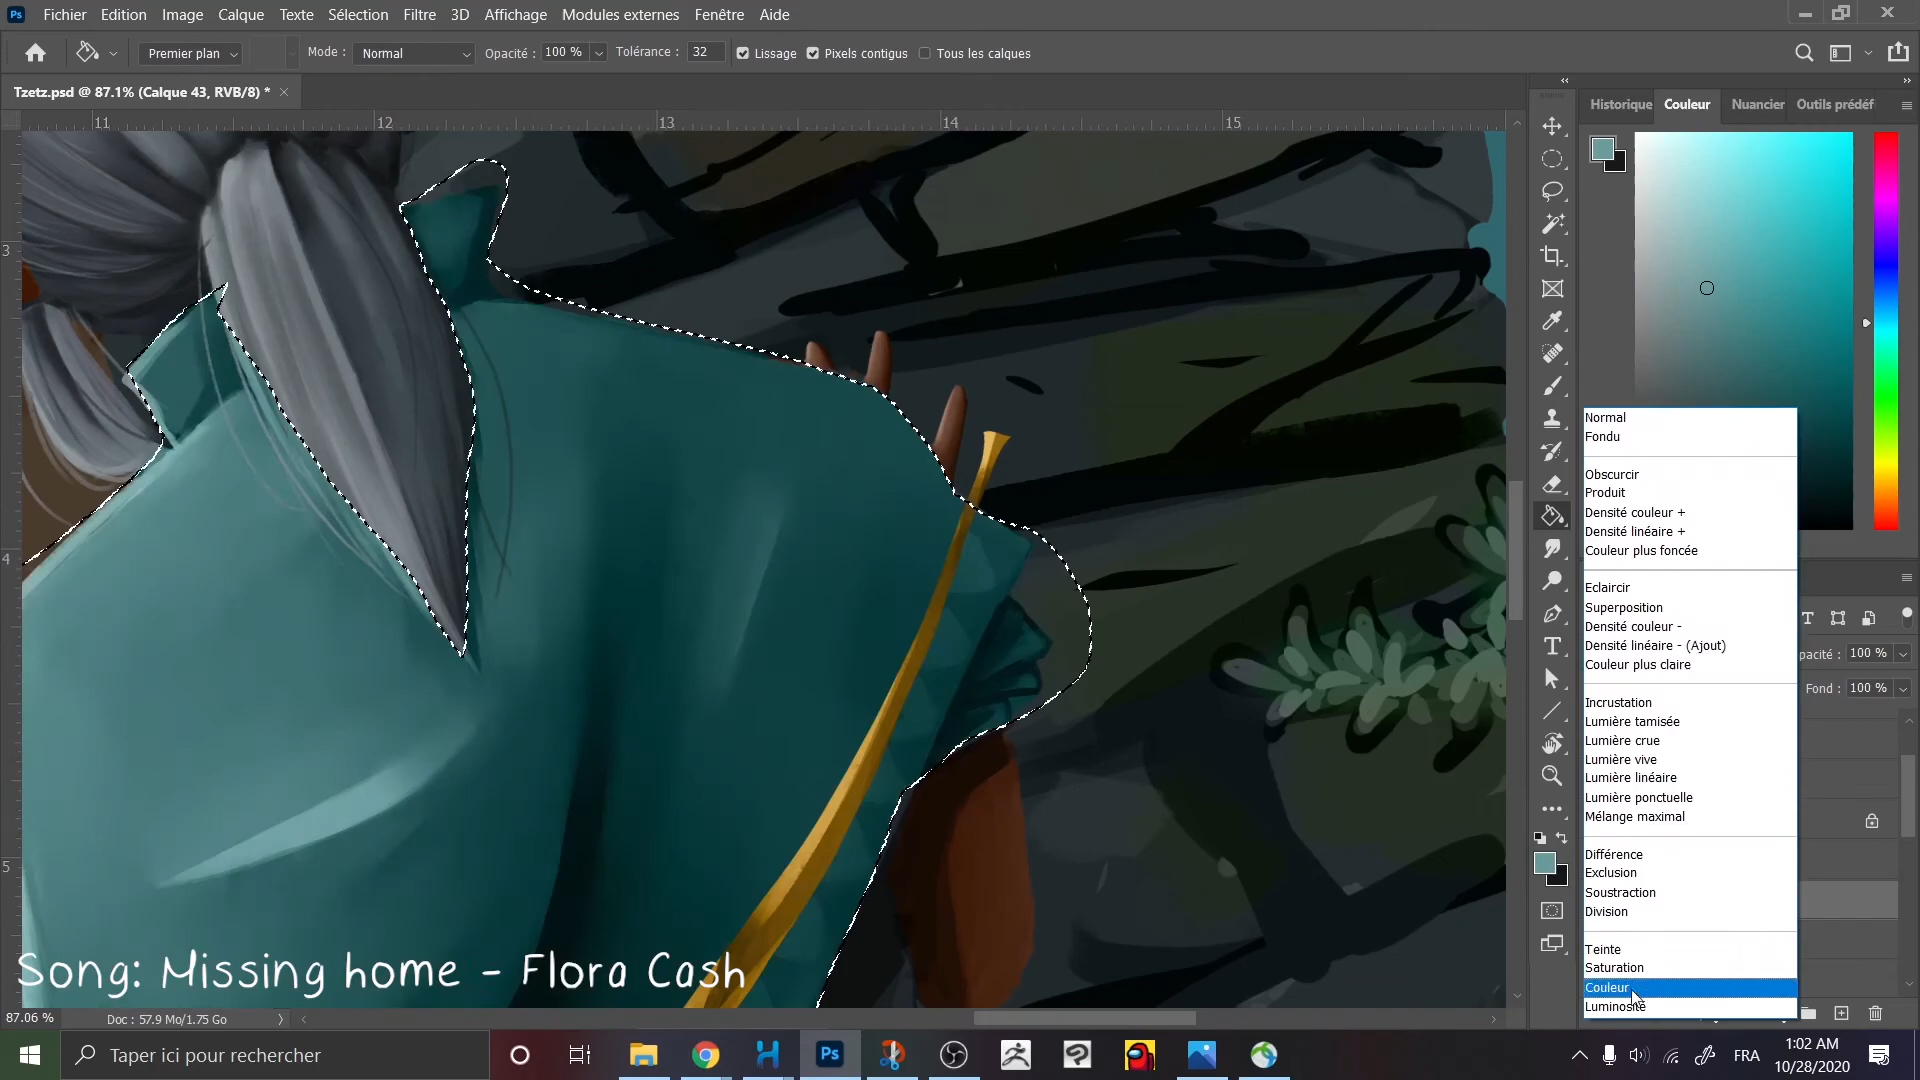 Ps
Fichier
Edition
Image
Calque
Texte
Sélection
Filtre
3D
Affichage
Modules externes
Fenêtre
Aide
Premier plan
Mode :
Normal
Opacité :
100 %
Tolérance :
32
Lissage
Pixels contigus
Tous les calques
Tzetz.psd @ 87.1% (Calque 43, RVB/8) *
Historique
Couleur
Nuancier
Outils prédéf
11
12
13
14
15
3
4
5
Normal
Fondu
Obscurcir
Produit
Densité couleur +
Densité linéaire +
Couleur plus foncée
Eclaircir
Superposition
Densité couleur -
Densité linéaire - (Ajout)
Couleur plus claire
Incrustation
Lumière tamisée
Lumière crue
Lumière vive
Lumière linéaire
Lumière ponctuelle
Mélange maximal
Différence
Exclusion
Soustraction
Division
Teinte
Saturation
Couleur
Luminosité
pacité :
100 %
Fond :
100 %
Song: Missing home - Flora Cash
87.06 %
Doc : 57.9 Mo/1.75 Go
Taper ici pour rechercher
Ps
FRA
1:02 AM
10/28/2020